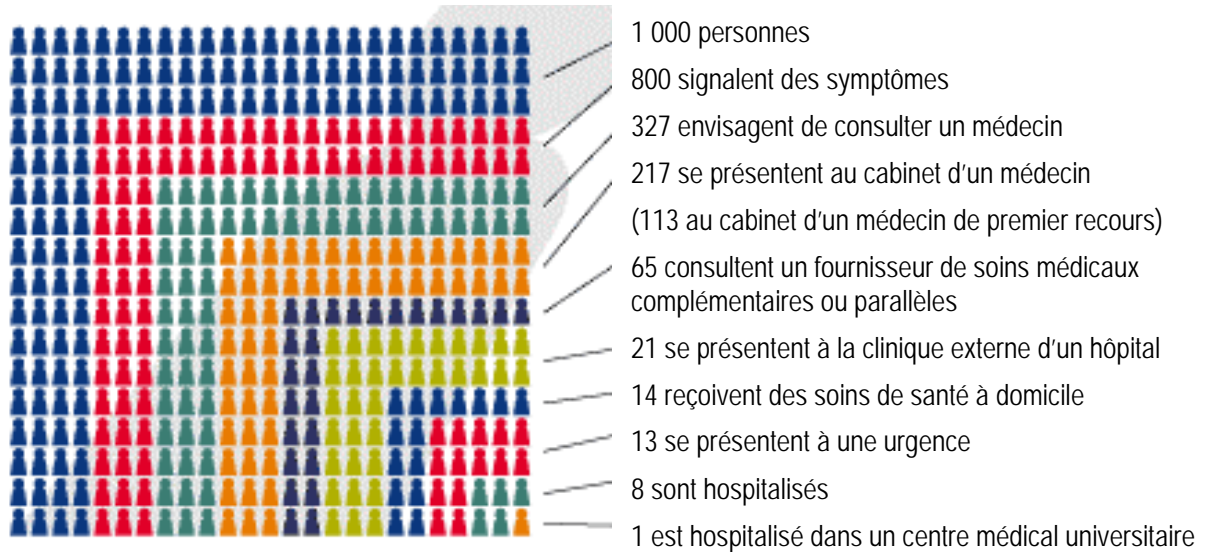 1 000 personnes
800 signalent des symptômes
327 envisagent de consulter un médecin
217 se présentent au cabinet d’un médecin
(113 au cabinet d’un médecin de premier recours)
65 consultent un fournisseur de soins médicaux
complémentaires ou parallèles
21 se présentent à la clinique externe d’un hôpital
14 reçoivent des soins de santé à domicile
13 se présentent à une urgence
8 sont hospitalisés
1 est hospitalisé dans un centre médical universitaire